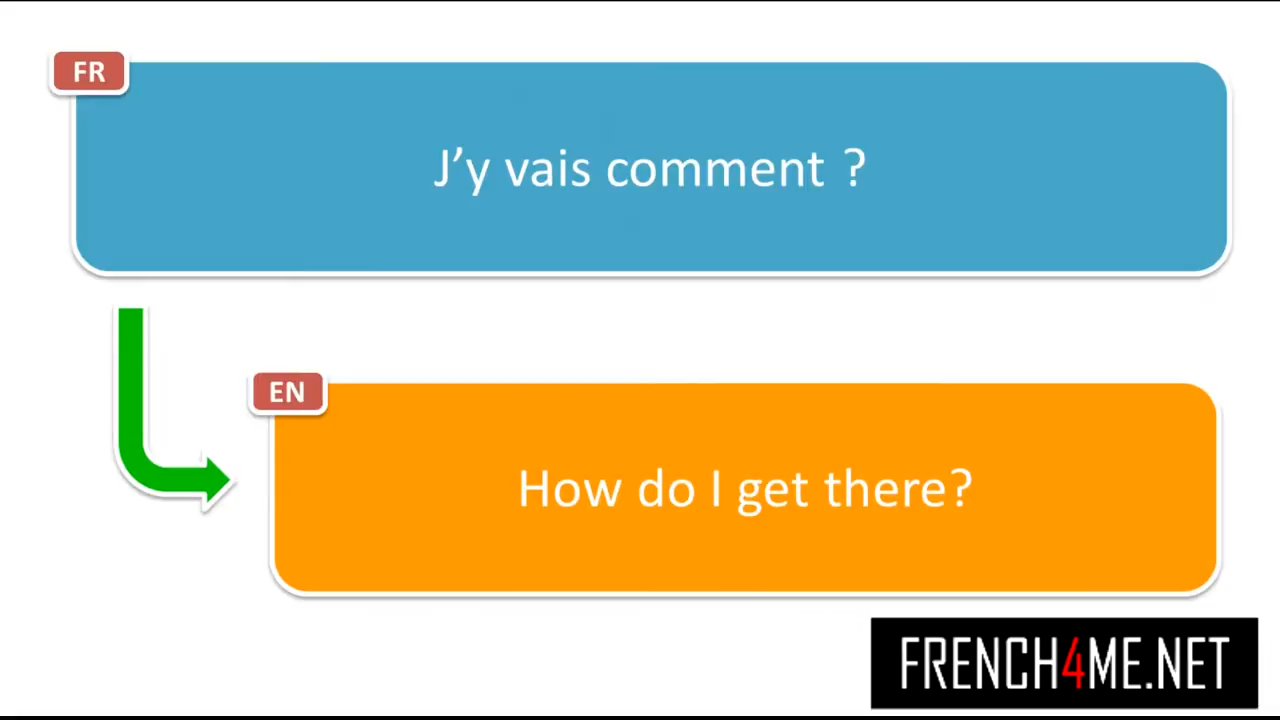 FR
J’y vais comment ?
EN
How do I get there?
FRENCH4ME.NET